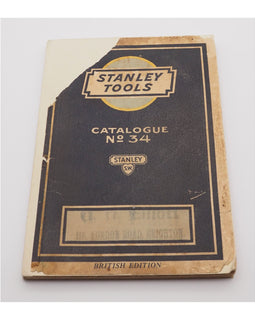 STANLEY
TOOLS
CATALOGUE
Nº 34
STANLEY
BRITISH EDITION